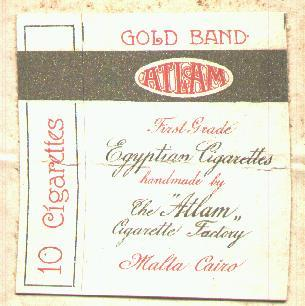 GOLD BAND.
ATLAM
First Grade
Egyptian Cigarettes
handmade by
The "Atlam„
Cigarette Factory
Malta Cairo
10 Cigarettes